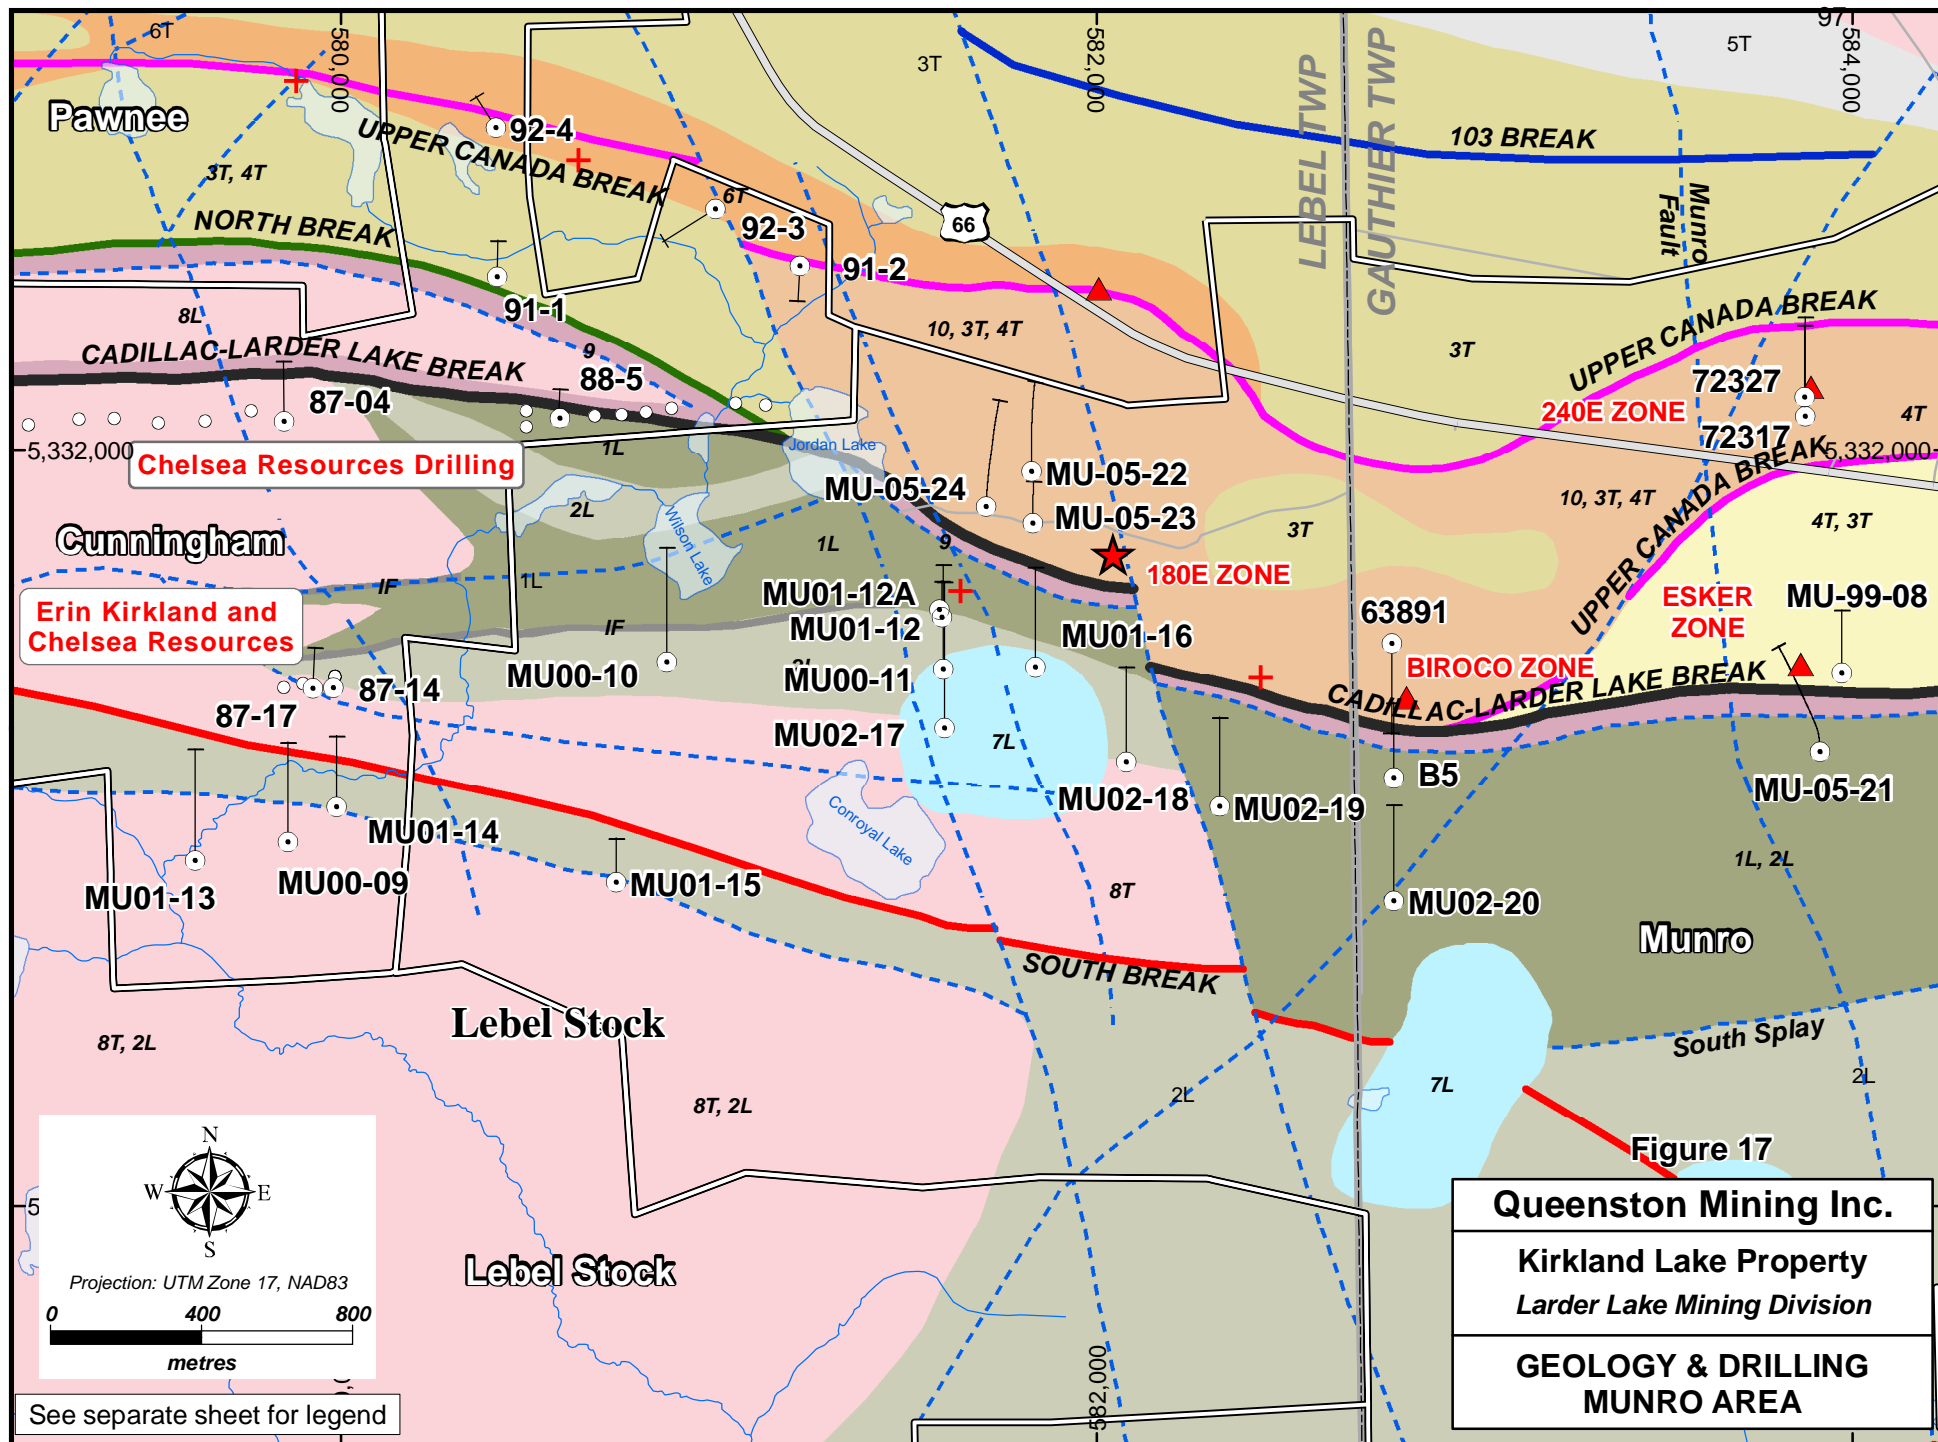 97
6T
580,000
3T
582,000
LEBEL TWP
GAUTHIER TWP
5T
584,000
Pawnee
92-4
UPPER CANADA BREAK
103 BREAK
3T, 4T
6T
Munro
Fault
NORTH BREAK
92-3
66
91-2
91-1
8L
10, 3T, 4T
3T
UPPER CANADA BREAK
CADILLAC-LARDER LAKE BREAK
9
88-5
72327
87-04
240E ZONE
4T
72317
5,332,000
1L
Jordan Lake
5,332,000
Chelsea Resources Drilling
MU-05-24
MU-05-22
UPPER CANADA BREAK
10, 3T, 4T
2L
Wilson Lake
MU-05-23
3T
4T, 3T
Cunningham
1L
9
180E ZONE
IF
1L
MU01-12A
ESKER
ZONE
MU-99-08
Erin Kirkland and
Chelsea Resources
IF
MU01-12
MU01-16
63891
MU00-10
2L
MU00-11
BIROCO ZONE
CADILLAC-LARDER LAKE BREAK
87-14
87-17
MU02-17
7L
B5
MU-05-21
MU02-18
MU02-19
Conroyal Lake
MU01-14
MU01-13
MU00-09
MU01-15
8T
1L, 2L
MU02-20
Munro
SOUTH BREAK
Lebel Stock
8T, 2L
South Splay
2L
7L
2L
8T, 2L
Figure 17
N
W
E
S
5
Lebel Stock
Projection: UTM Zone 17, NAD83
0
400
800
metres
582,000
See separate sheet for legend
Queenston Mining Inc.
Kirkland Lake Property
Larder Lake Mining Division
GEOLOGY & DRILLING
MUNRO AREA